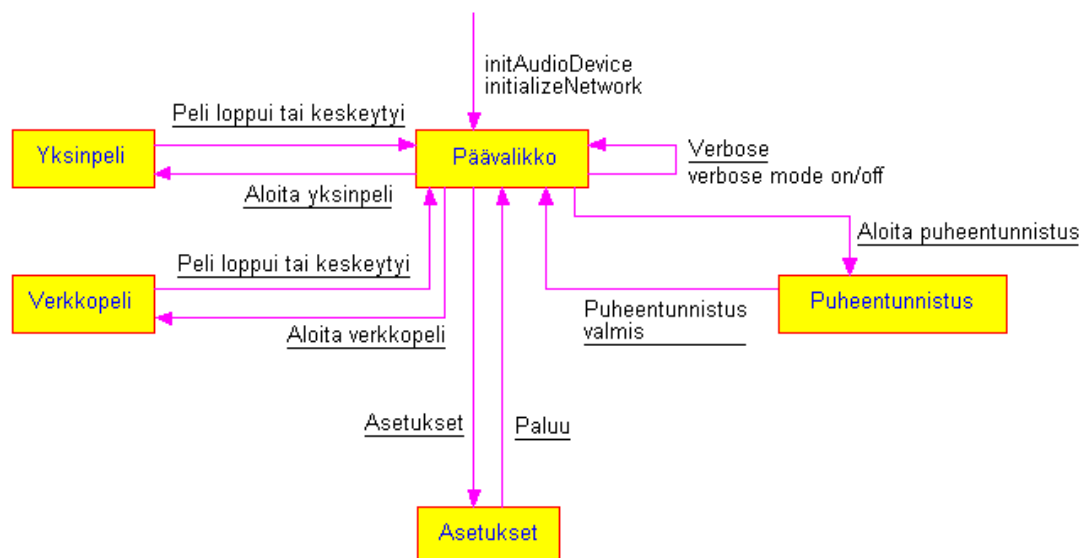 initAudioDevice
initializeNetwork
Peli loppui tai keskeytyi
Yksinpeli
Päävalikko
Verbose
verbose mode on/off
Aloita yksinpeli
Aloita puheentunnistus
Peli loppui tai keskeytyi
Verkkopeli
Puheentunnistus
Puheentunnistus
valmis
Aloita verkkopeli
Asetukset
Paluu
Asetukset